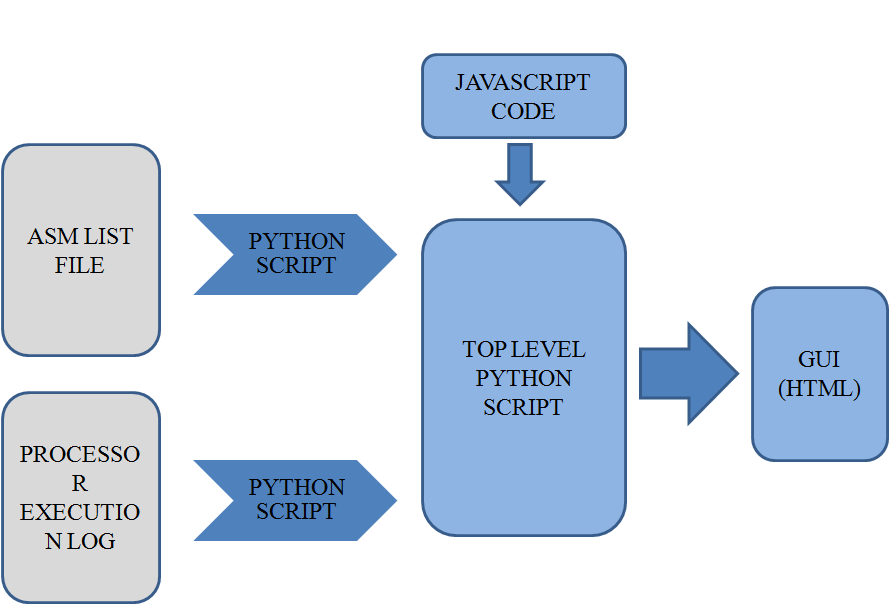 JAVASCRIPT
CODE
ASM LIST
FILE
PYTHON
SCRIPT
TOP LEVEL
PYTHON
SCRIPT
GUI
(HTML)
PROCESSO
R
EXECUTIO
N LOG
PYTHON
SCRIPT